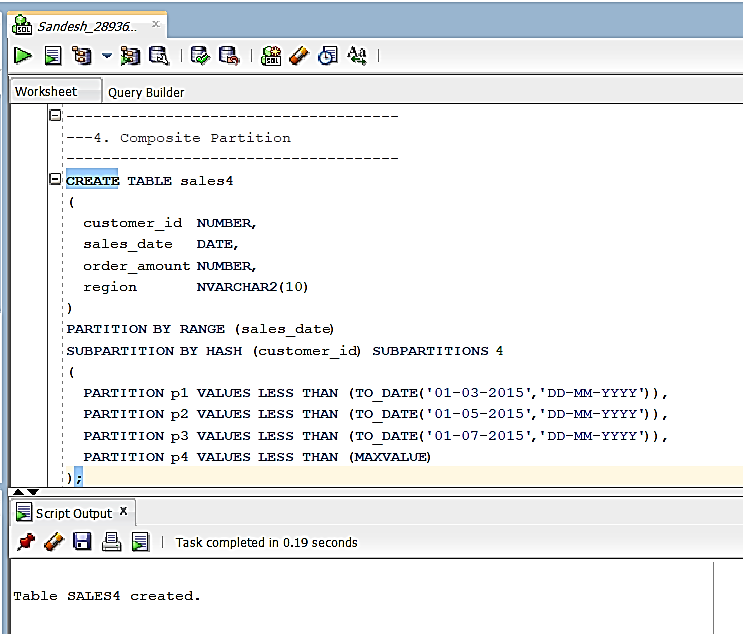 Sandesh_28936...
Worksheet Query Builder
-------------------------------------
---4. Composite Partition
-------------------------------------
CREATE TABLE sales4
(
customer_id NUMBER,
sales_date DATE,
order_amount NUMBER,
region NVARCHAR2(10)
)
PARTITION BY RANGE (sales_date)
SUBPARTITION BY HASH (customer_id) SUBPARTITIONS 4
(
PARTITION p1 VALUES LESS THAN (TO_DATE('01-03-2015','DD-MM-YYYY')),
PARTITION p2 VALUES LESS THAN (TO_DATE('01-05-2015','DD-MM-YYYY')),
PARTITION p3 VALUES LESS THAN (TO_DATE('01-07-2015','DD-MM-YYYY')),
PARTITION p4 VALUES LESS THAN (MAXVALUE)
);
Script Output
Task completed in 0.19 seconds
Table SALES4 created.